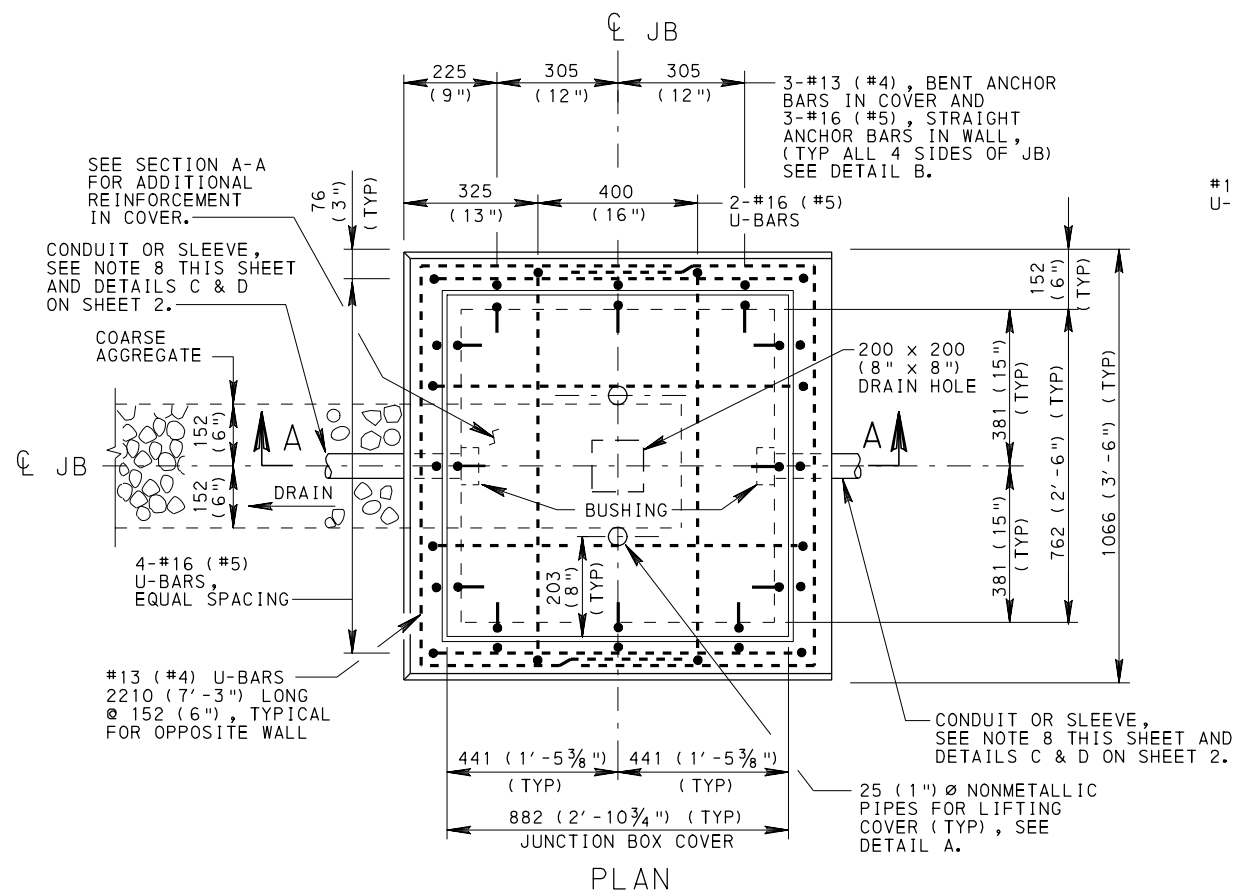 ℄ JB
225
(9")
305
(12")
305
(12")
3-#13 (#4), BENT ANCHOR
BARS IN COVER AND
3-#16 (#5), STRAIGHT
ANCHOR BARS IN WALL,
(TYP ALL 4 SIDES OF JB)
SEE DETAIL B.
SEE SECTION A-A
FOR ADDITIONAL
REINFORCEMENT
IN COVER.
76
(3")
(TYP)
325
(13")
400
(16")
2-#16 (#5)
U-BARS
#1
U-
CONDUIT OR SLEEVE,
SEE NOTE 8 THIS SHEET
AND DETAILS C & D
ON SHEET 2.
152
(6")
(TYP)
COARSE
AGGREGATE
200 x 200
(8" x 8")
DRAIN HOLE
381 (15")
(TYP)
762 (2'-6") (TYP)
1066 (3'-6") (TYP)
152
(6")
A
A
℄ JB
152
(6")
DRAIN
BUSHING
381 (15")
(TYP)
4-#16 (#5)
U-BARS,
EQUAL SPACING
203
(8")
(TYP)
#13 (#4) U-BARS
2210 (7'-3") LONG
@ 152 (6"), TYPICAL
FOR OPPOSITE WALL
CONDUIT OR SLEEVE,
SEE NOTE 8 THIS SHEET AND
DETAILS C & D ON SHEET 2.
441 (1'-5⅜")
(TYP)
441 (1'-5⅜")
(TYP)
25 (1") Ø NONMETALLIC
PIPES FOR LIFTING
COVER (TYP), SEE
DETAIL A.
882 (2'-10¾") (TYP)
JUNCTION BOX COVER
PLAN